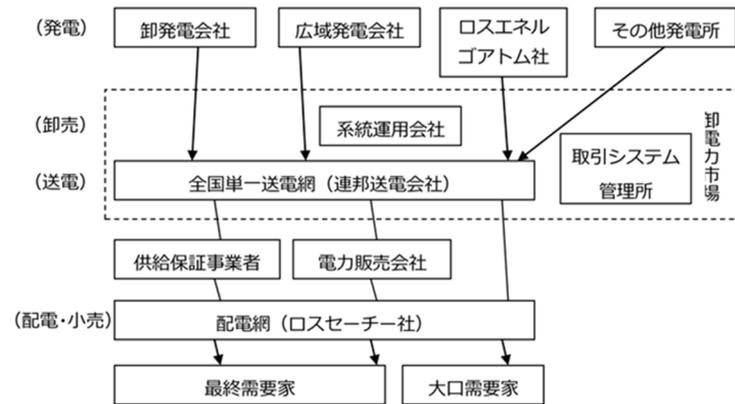 (発電)
卸発電会社
広域発電会社
ロスエネル
ゴアトム社
その他発電所
(卸売)
系統運用会社
卸電力市場
取引システム
管理所
(送電)
全国単一送電網（連邦送電会社）
供給保証事業者
電力販売会社
(配電・小売)
配電網（ロスセーチー社）
最終需要家
大口需要家